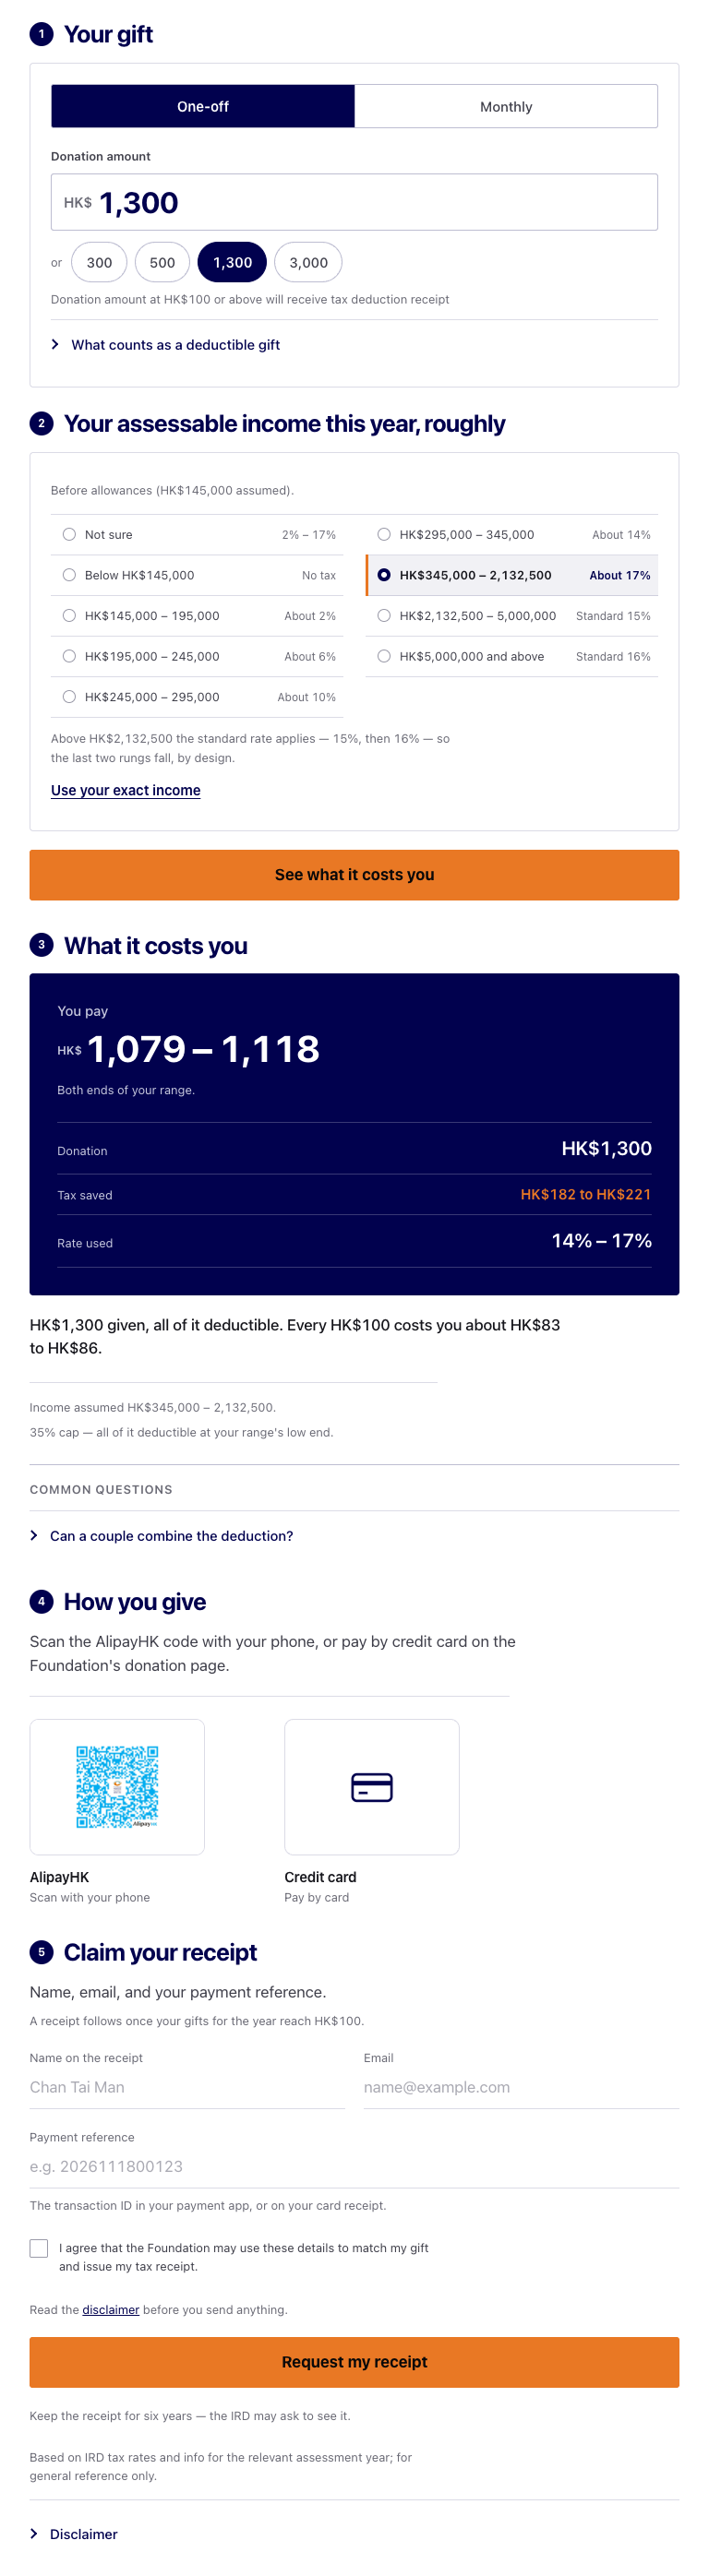 1 Your gift
One-off
Monthly
Donation amount
HK$ 1,300
or 300 500 1,300 3,000
Donation amount at HK$100 or above will receive tax deduction receipt
What counts as a deductible gift
2 Your assessable income this year, roughly
Before allowances (HK$145,000 assumed).
Not sure 2% – 17%
Below HK$145,000 No tax
HK$145,000 – 195,000 About 2%
HK$195,000 – 245,000 About 6%
HK$245,000 – 295,000 About 10%
HK$295,000 – 345,000 About 14%
HK$345,000 – 2,132,500 About 17%
HK$2,132,500 – 5,000,000 Standard 15%
HK$5,000,000 and above Standard 16%
Above HK$2,132,500 the standard rate applies — 15%, then 16% — so
the last two rungs fall, by design.
Use your exact income
See what it costs you
3 What it costs you
You pay
HK$ 1,079 – 1,118
Both ends of your range.
Donation HK$1,300
Tax saved HK$182 to HK$221
Rate used 14% – 17%
HK$1,300 given, all of it deductible. Every HK$100 costs you about HK$83
to HK$86.
Income assumed HK$345,000 – 2,132,500.
35% cap — all of it deductible at your range's low end.
COMMON QUESTIONS
Can a couple combine the deduction?
4 How you give
Scan the AlipayHK code with your phone, or pay by credit card on the
Foundation's donation page.
AlipayHK
Scan with your phone
Credit card
Pay by card
5 Claim your receipt
Name, email, and your payment reference.
A receipt follows once your gifts for the year reach HK$100.
Name on the receipt
Chan Tai Man
Email
name@example.com
Payment reference
e.g. 2026111800123
The transaction ID in your payment app, or on your card receipt.
I agree that the Foundation may use these details to match my gift
and issue my tax receipt.
Read the disclaimer before you send anything.
Request my receipt
Keep the receipt for six years — the IRD may ask to see it.
Based on IRD tax rates and info for the relevant assessment year; for
general reference only.
Disclaimer